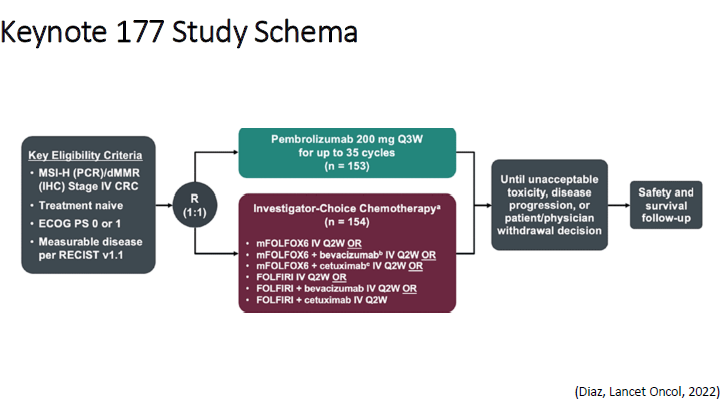 Keynote 177 Study Schema
Key Eligibility Criteria
• MSI-H (PCR)/dMMR
(IHC) Stage IV CRC
• Treatment naive
• ECOG PS 0 or 1
• Measurable disease
per RECIST v1.1
R
(1:1)
Pembrolizumab 200 mg Q3W
for up to 35 cycles
(n = 153)
Investigator-Choice Chemotherapyᵃ
(n = 154)
• mFOLFOX6 IV Q2W OR
• mFOLFOX6 + bevacizumabᵇ IV Q2W OR
• mFOLFOX6 + cetuximabᶜ IV Q2W OR
• FOLFIRI IV Q2W OR
• FOLFIRI + bevacizumab IV Q2W OR
• FOLFIRI + cetuximab IV Q2W
Until unacceptable
toxicity, disease
progression, or
patient/physician
withdrawal decision
Safety and
survival
follow-up
(Diaz, Lancet Oncol, 2022)